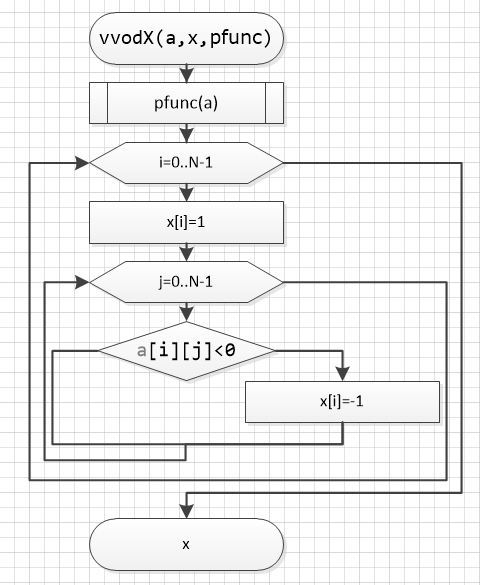 vvodX(a,x,pfunc)
pfunc(a)
i=0..N-1
x[i]=1
j=0..N-1
a[i][j]<0
x[i]=-1
x